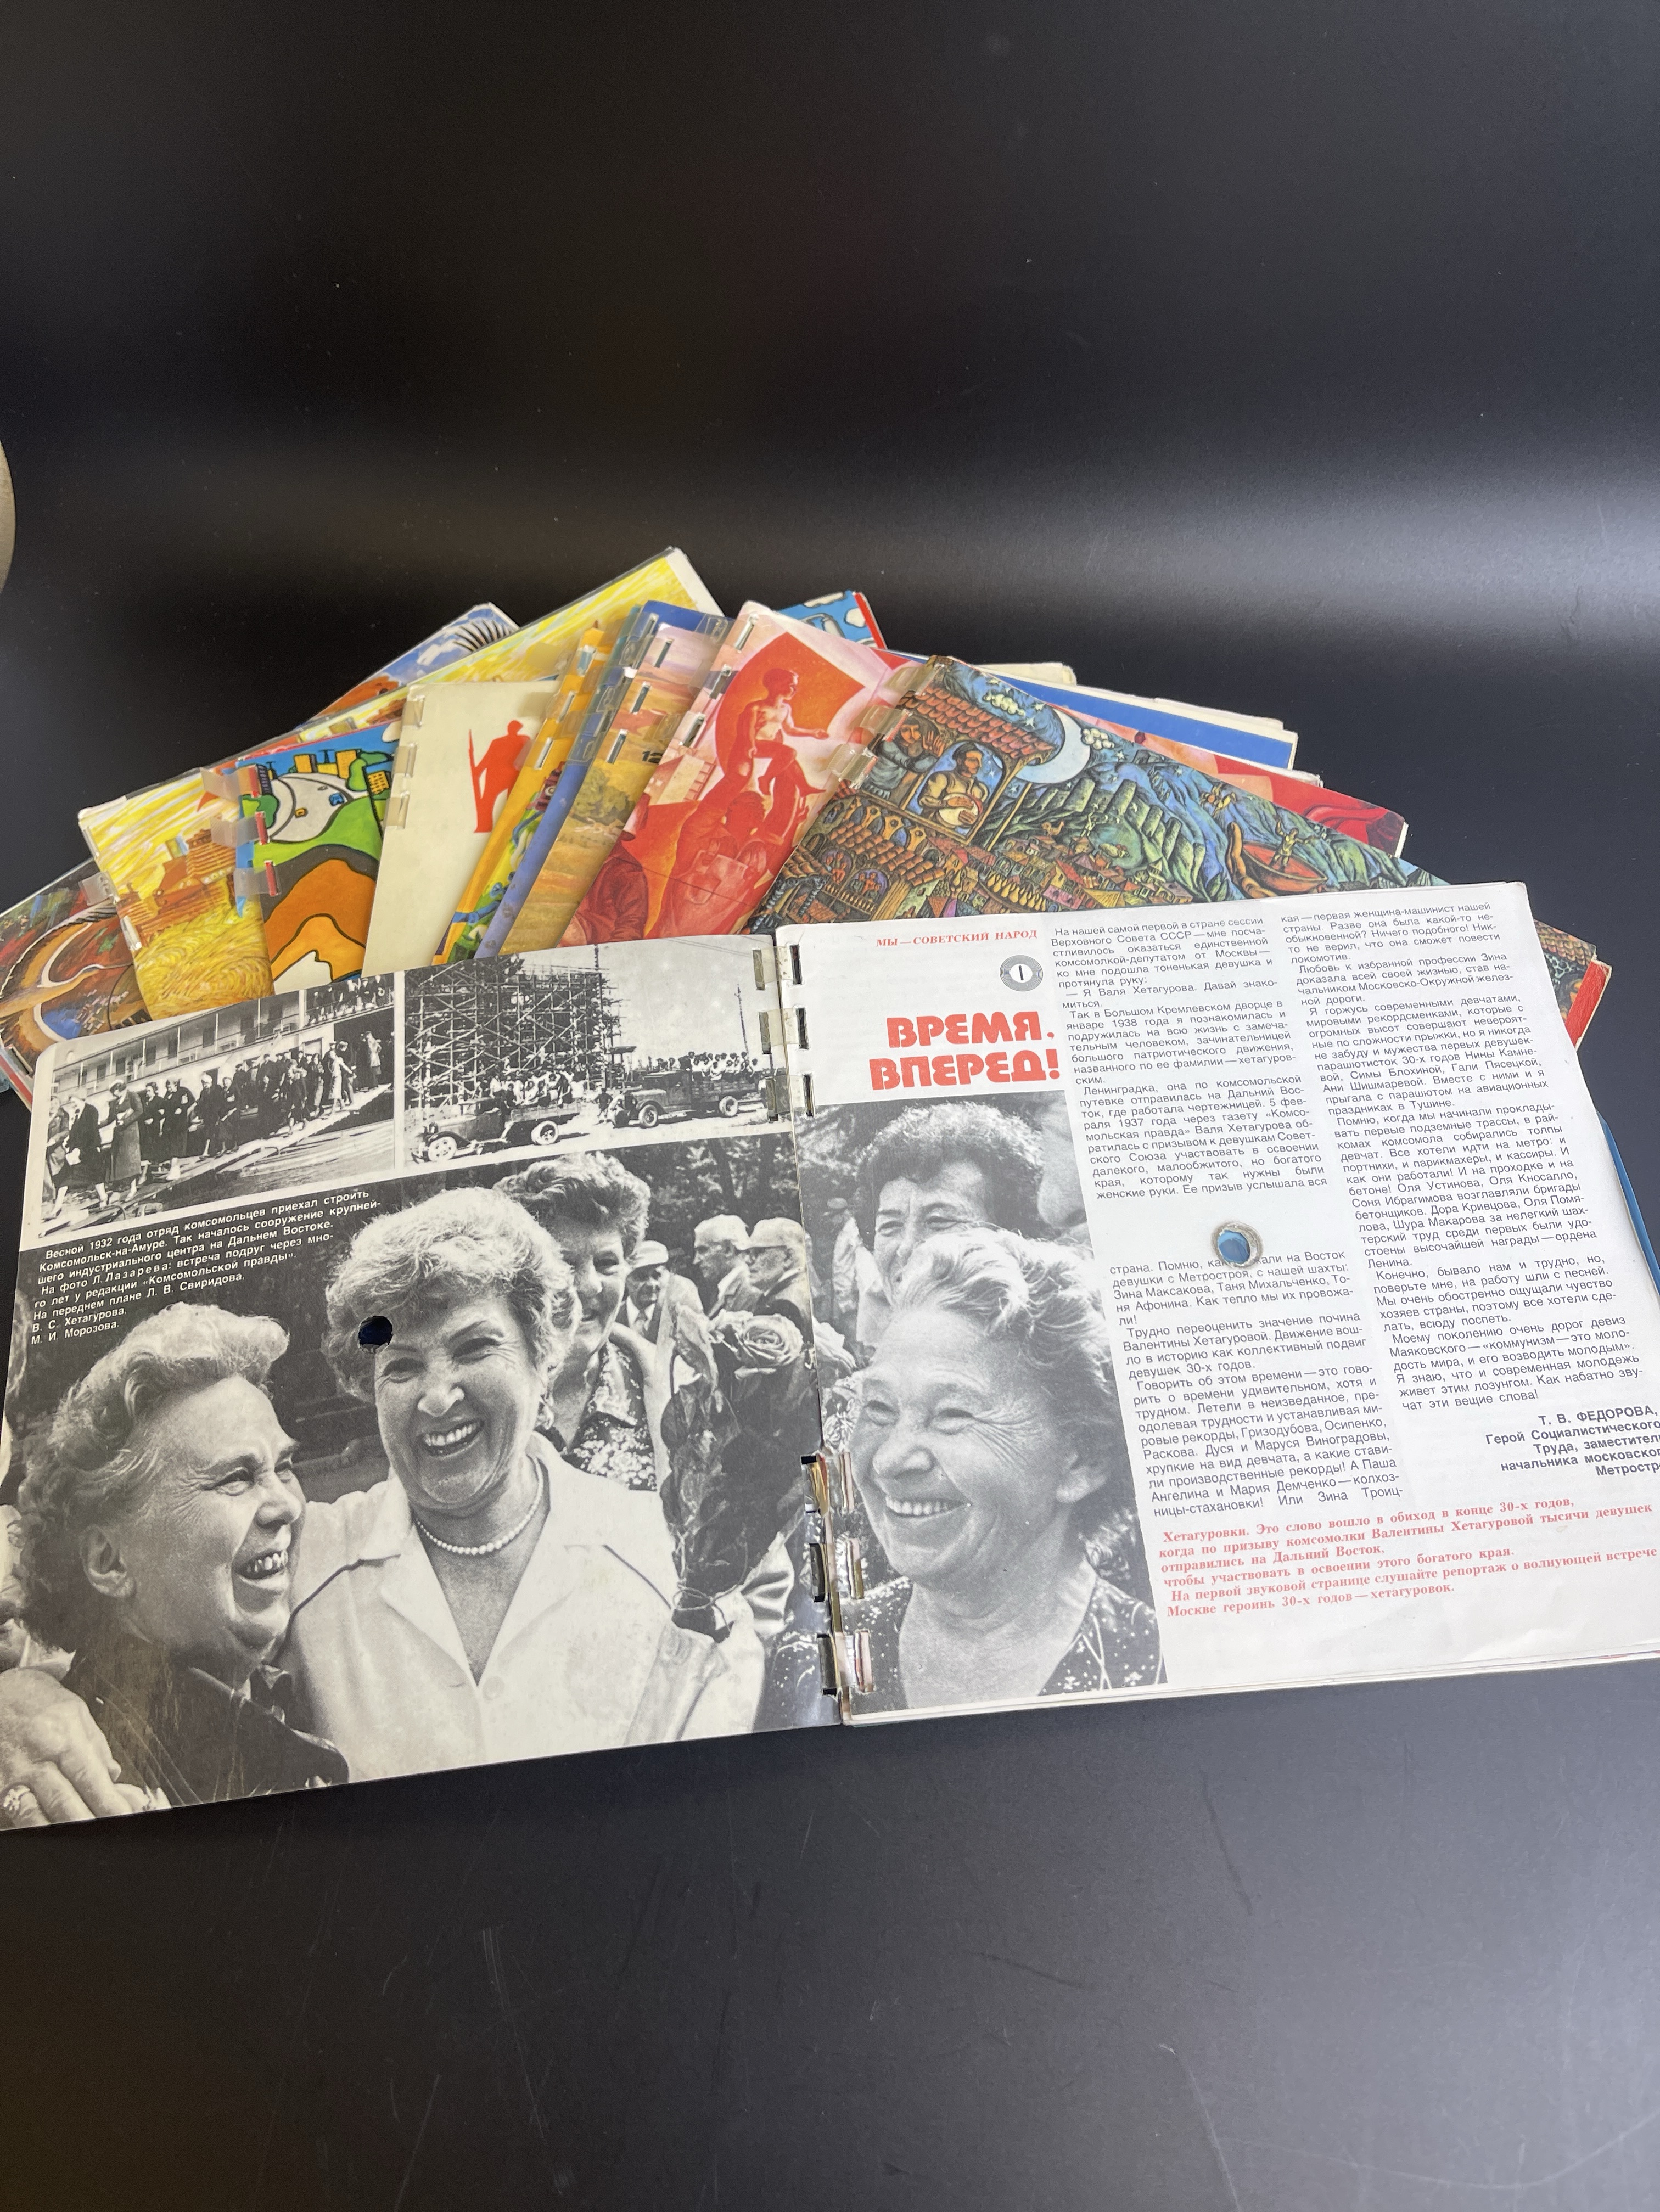 Весной 1932 года отряд комсомольцев приехал строить
Комсомольск-на-Амуре. Так началось сооружение крупней-
шего индустриального центра на Дальнем Востоке.
На фото Л. Лазарева: встреча подруг через мно-
го лет у редакции «Комсомольской правды».
На переднем плане Л. В. Свиридова.
В. С. Хетагурова.
М. И. Морозова.
МЫ — СОВЕТСКИЙ НАРОД
1
ВРЕМЯ,
ВПЕРЕД!
На нашей самой первой в стране сессии
Верховного Совета СССР — мне посча-
стливилось оказаться единственной
комсомолкой-депутатом от Москвы —
ко мне подошла тоненькая девушка и
протянула руку:
— Я Валя Хетагурова. Давай знако-
миться.
Так в Большом Кремлевском дворце в
январе 1938 года я познакомилась и
подружилась на всю жизнь с замеча-
тельным человеком, зачинательницей
большого патриотического движения,
названного по ее фамилии — хетагуров-
ским.
Ленинградка, она по комсомольской
путевке отправилась на Дальний Вос-
ток, где работала чертежницей. 5 фев-
раля 1937 года через газету «Комсо-
мольская правда» Валя Хетагурова об-
ратилась с призывом к девушкам Совет-
ского Союза участвовать в освоении
далекого, малообжитого, но богатого
края, которому так нужны были
женские руки. Ее призыв услышала вся
страна. Помню, как уезжали на Восток
девушки с Метростроя, с нашей шахты:
Зина Максакова, Таня Михальченко, То-
ня Афонина. Как тепло мы их провожа-
ли!
Трудно переоценить значение почина
Валентины Хетагуровой. Движение вош-
ло в историю как коллективный подвиг
девушек 30-х годов.
Говорить об этом времени — это гово-
рить о времени удивительном, хотя и
трудном. Летели в неизведанное, пре-
одолевая трудности и устанавливая ми-
ровые рекорды, Гризодубова, Осипенко,
Раскова. Дуся и Маруся Виноградовы,
хрупкие на вид девчата, а какие стави-
ли производственные рекорды! А Паша
Ангелина и Мария Демченко — колхоз-
ницы-стахановки! Или Зина Троиц-
кая — первая женщина-машинист нашей
страны. Разве она была какой-то не-
обыкновенной? Ничего подобного! Ник-
то не верил, что она сможет повести
локомотив.
Любовь к избранной профессии Зина
доказала всей своей жизнью, став на-
чальником Московско-Окружной желез-
ной дороги.
Я горжусь современными девчатами,
мировыми рекордсменками, которые с
огромных высот совершают невероят-
ные по сложности прыжки, но я никогда
не забуду и мужества первых девушек-
парашютисток 30-х годов Нины Камне-
вой, Симы Блохиной, Гали Пясецкой,
Ани Шишмаревой. Вместе с ними и я
прыгала с парашютом на авиационных
праздниках в Тушине.
Помню, когда мы начинали проклады-
вать первые подземные трассы, в рай-
комах комсомола собирались толпы
девчат. Все хотели идти на метро: и
портнихи, и парикмахеры, и кассиры. И
как они работали! И на проходке и на
бетоне! Оля Устинова, Оля Кносалло,
Соня Ибрагимова возглавляли бригады
бетонщиков. Дора Кривцова, Оля Помя-
лова, Шура Макарова за нелегкий шах-
терский труд среди первых были удо-
стоены высочайшей награды — ордена
Ленина.
Конечно, бывало нам и трудно, но,
поверьте мне, на работу шли с песней.
Мы очень обостренно ощущали чувство
хозяев страны, поэтому все хотели сде-
лать, всюду поспеть.
Моему поколению очень дорог девиз
Маяковского — «коммунизм — это моло-
дость мира, и его возводить молодым».
Я знаю, что и современная молодежь
живет этим лозунгом. Как набатно зву-
чат эти вещие слова!
Т. В. ФЕДОРОВА,
Герой Социалистического
Труда, заместитель
начальника московского
Метростр
Хетагуровки. Это слово вошло в обиход в конце 30-х годов,
когда по призыву комсомолки Валентины Хетагуровой тысячи девушек
отправились на Дальний Восток,
чтобы участвовать в освоении этого богатого края.
На первой звуковой странице слушайте репортаж о волнующей встрече
Москве героинь 30-х годов — хетагуровок.